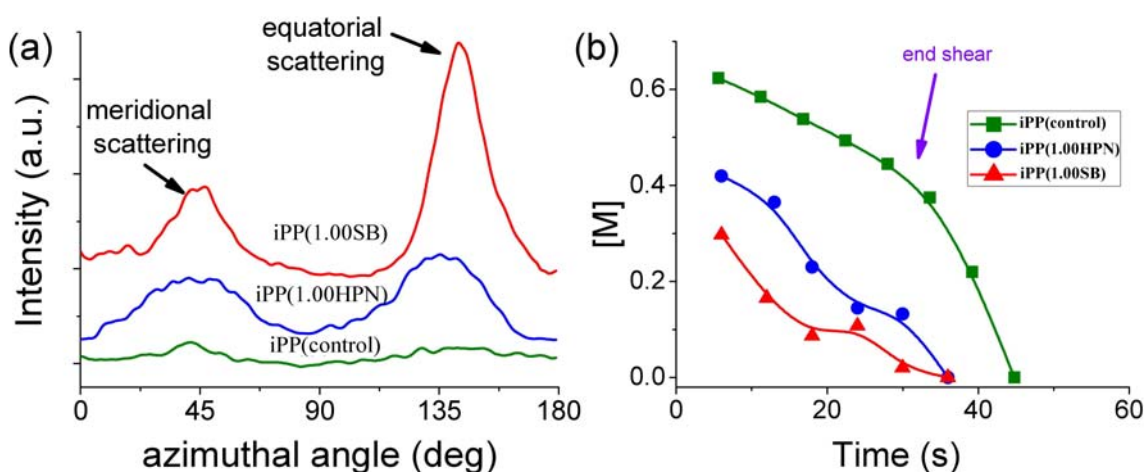 (a)
equatorial
scattering
meridional
scattering
iPP(1.00SB)
iPP(1.00HPN)
iPP(control)
Intensity (a.u.)
0 45 90 135 180
azimuthal angle (deg)
(b)
end shear
iPP(control)
iPP(1.00HPN)
iPP(1.00SB)
[M]
0.6
0.4
0.2
0.0
0 20 40 60
Time (s)